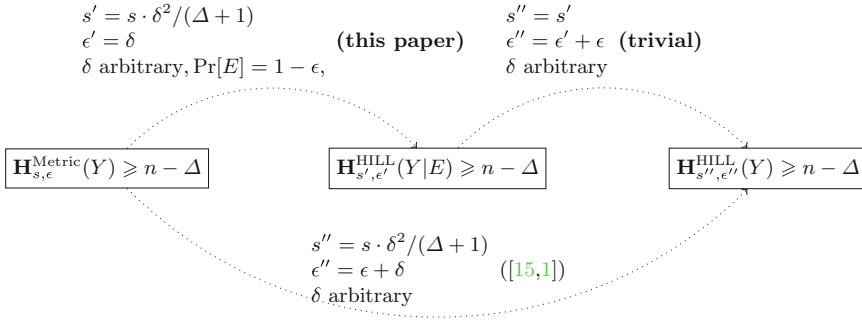 s′ = s · δ²/(Δ + 1)
ϵ′ = δ
(this paper)
δ arbitrary, Pr[E] = 1 − ϵ,
s″ = s′
ϵ″ = ϵ′ + ϵ (trivial)
δ arbitrary
H^Metric_{s,ϵ}(Y) ⩾ n − Δ
H^HILL_{s′,ϵ′}(Y|E) ⩾ n − Δ
H^HILL_{s″,ϵ″}(Y) ⩾ n − Δ
s″ = s · δ²/(Δ + 1)
ϵ″ = ϵ + δ ([15,1])
δ arbitrary